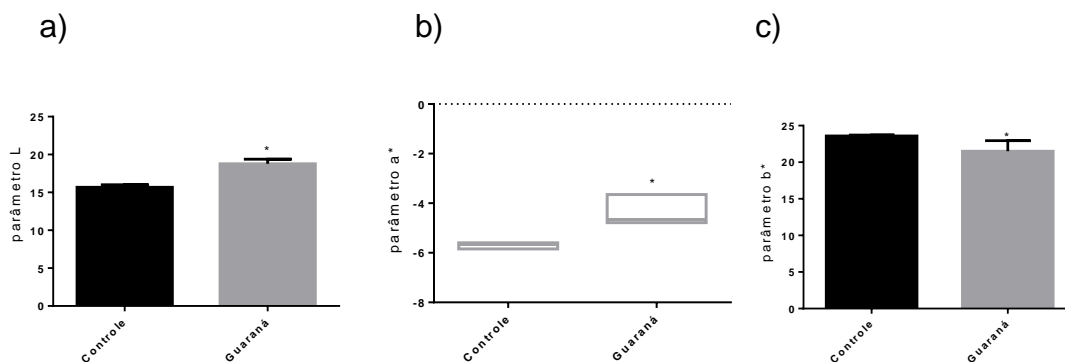 a)
b)
c)
parâmetro L
25
20
15
10
5
0
*
Controle
Guaraná
parâmetro a*
0
-2
-4
-6
-8
*
Controle
Guaraná
parâmetro b*
25
20
15
10
5
0
*
Controle
Guaraná